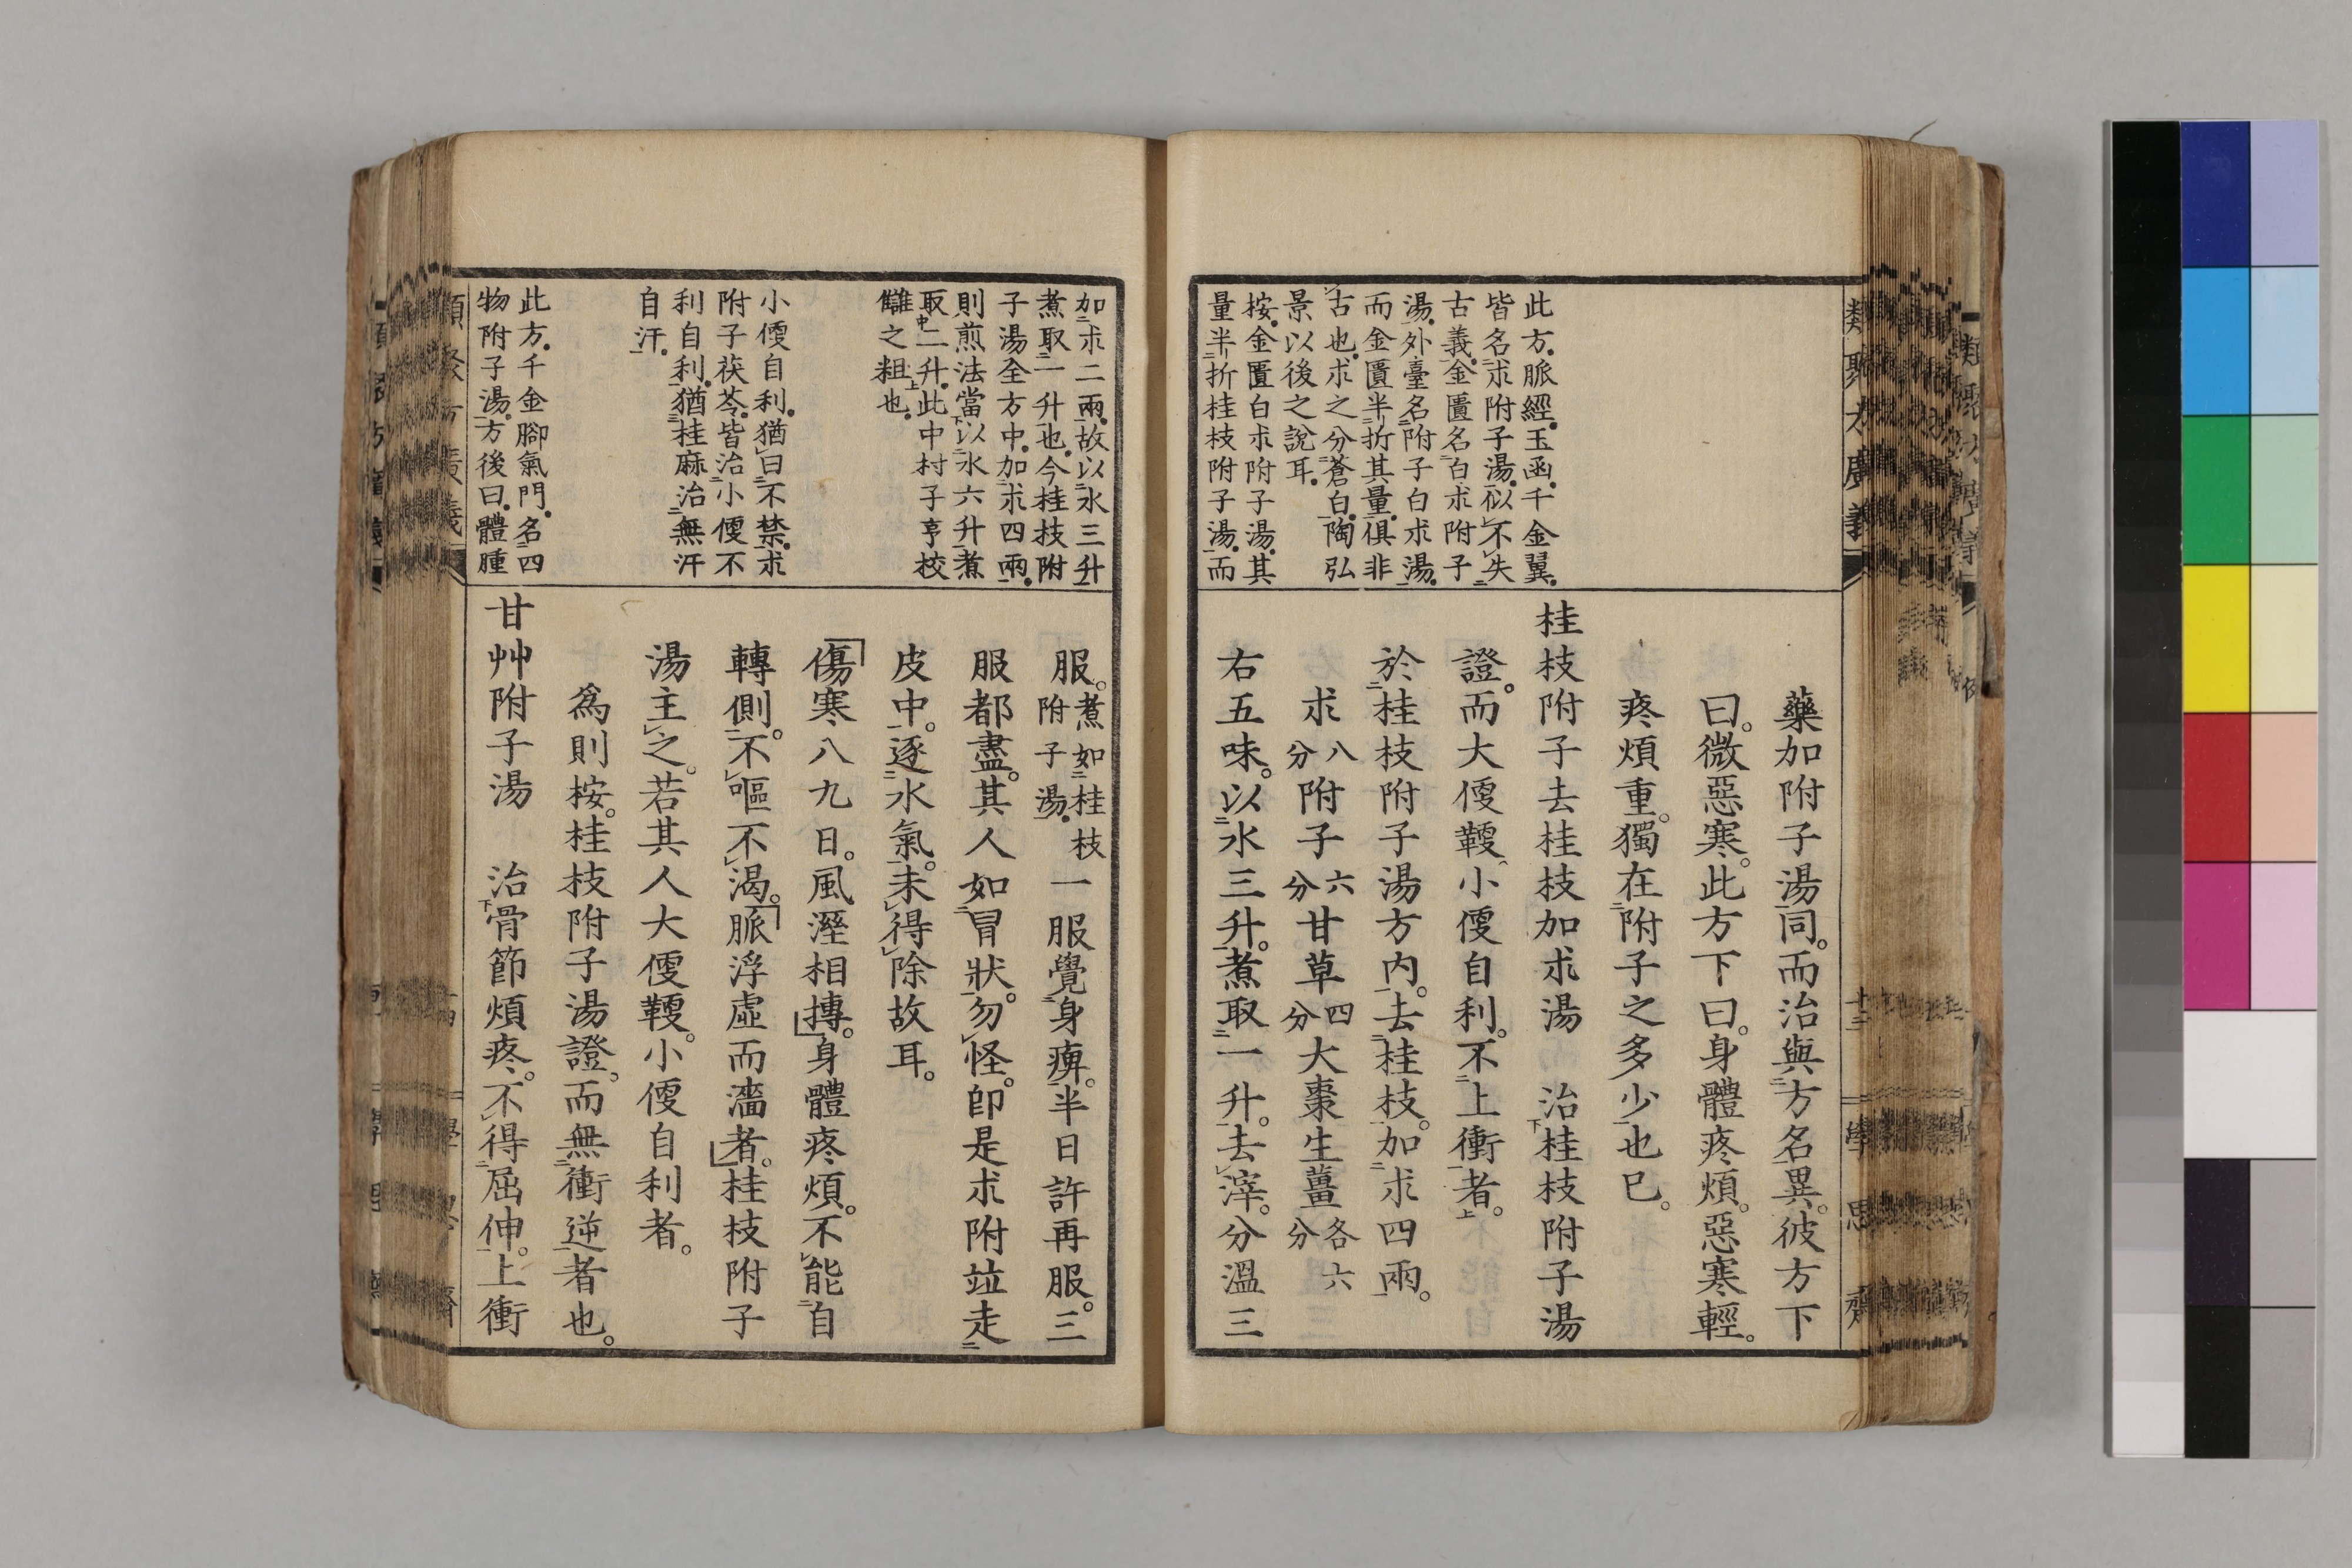 類聚方廣義
十三
學思齋
此方脈經玉函千金翼
皆名朮附子湯似不失
古義金匱名白朮附子
湯外臺名附子白朮湯
而金匱半折其量俱非
古也朮之分蒼白陶弘
景以後之說耳
按金匱白朮附子湯其
量半折桂枝附子湯而
藥加附子湯同。而治與方名異。彼方下
曰。微惡寒。此方下曰。身體疼煩。惡寒輕。
疼煩重。獨在附子之多少也已。
桂枝附子去桂枝加朮湯 治桂枝附子湯
證。而大便鞕。小便自利。不上衝者。
於桂枝附子湯方內。去桂枝。加朮四兩。
朮八分附子六分甘草四分大棗生薑各六分
右五味。以水三升。煮取一升。去滓。分溫三
加朮二兩故以水三升
煮取一升也今桂枝附
子湯全方中加朮四兩
則煎法當以水六升煮
取二升此中村子亨校
讎之粗也
小便自利猶曰不禁朮
附子茯苓皆治小便不
利自利猶桂麻治無汗
自汗
此方千金腳氣門名四
物附子湯方後曰體腫
服。煮如桂枝附子湯。一服覺身痺。半日許再服。三
服都盡。其人如冒狀。勿怪。卽是朮附竝走
皮中。逐水氣。未得除故耳。
「傷寒八九日。風溼相搏。」身體疼煩。不能自
轉側。不嘔不渴。「脈浮虛而濇者。」桂枝附子
湯主之。若其人大便鞕。小便自利者。
爲則按。桂枝附子湯證。而無衝逆者也。
甘艸附子湯 治骨節煩疼。不得屈伸。上衝